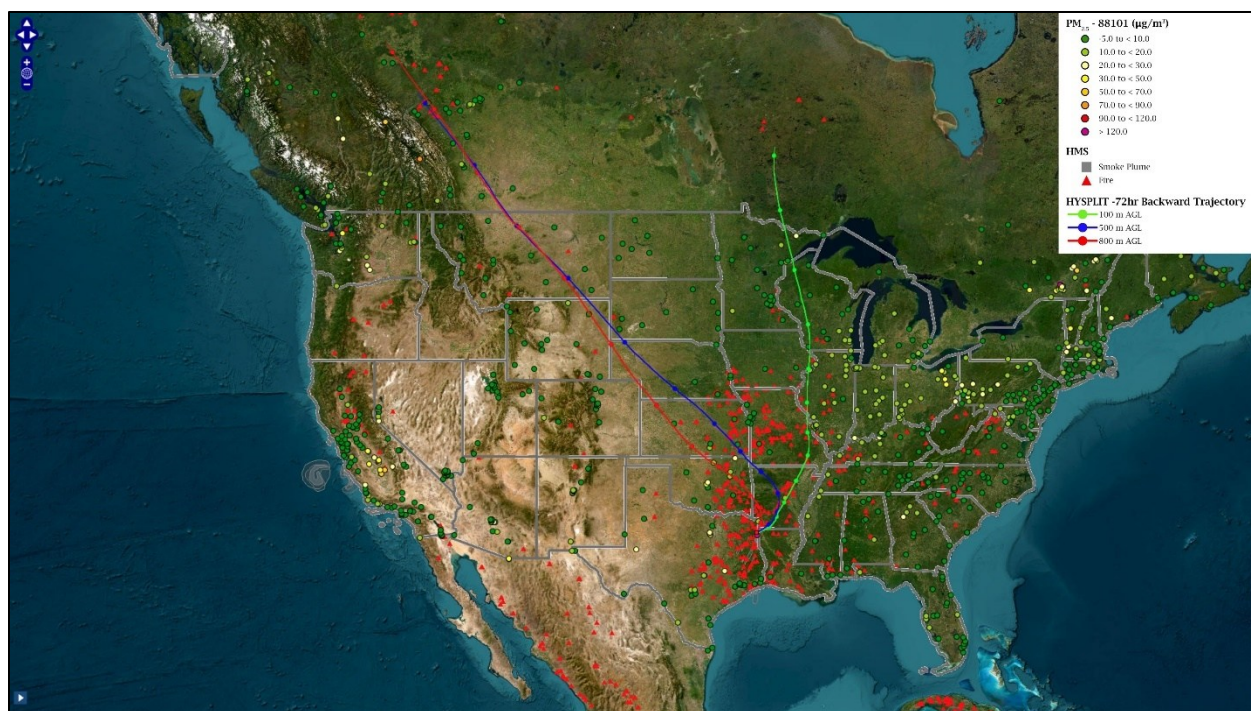 PM2.5 - 88101 (µg/m³)
-5.0 to < 10.0
10.0 to < 20.0
20.0 to < 30.0
30.0 to < 50.0
50.0 to < 70.0
70.0 to < 90.0
90.0 to < 120.0
> 120.0
HMS
Smoke Plume
Fire
HYSPLIT -72hr Backward Trajectory
100 m AGL
500 m AGL
800 m AGL